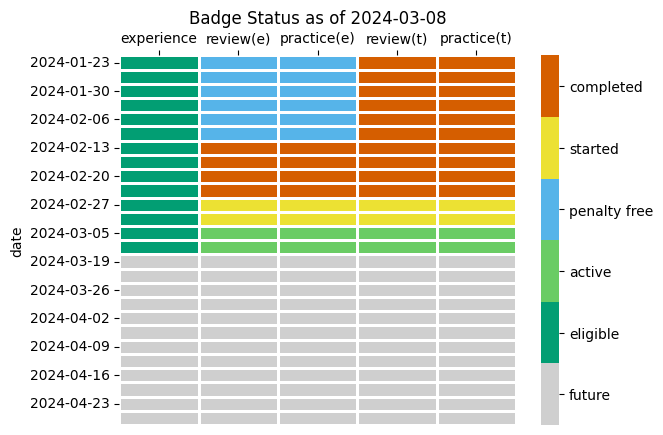 Badge Status as of 2024-03-08
experience review(e) practice(e) review(t) practice(t)
2024-01-23
2024-01-30
2024-02-06
2024-02-13
2024-02-20
2024-02-27
2024-03-05
2024-03-19
2024-03-26
2024-04-02
2024-04-09
2024-04-16
2024-04-23
date
completed
started
penalty free
active
eligible
future